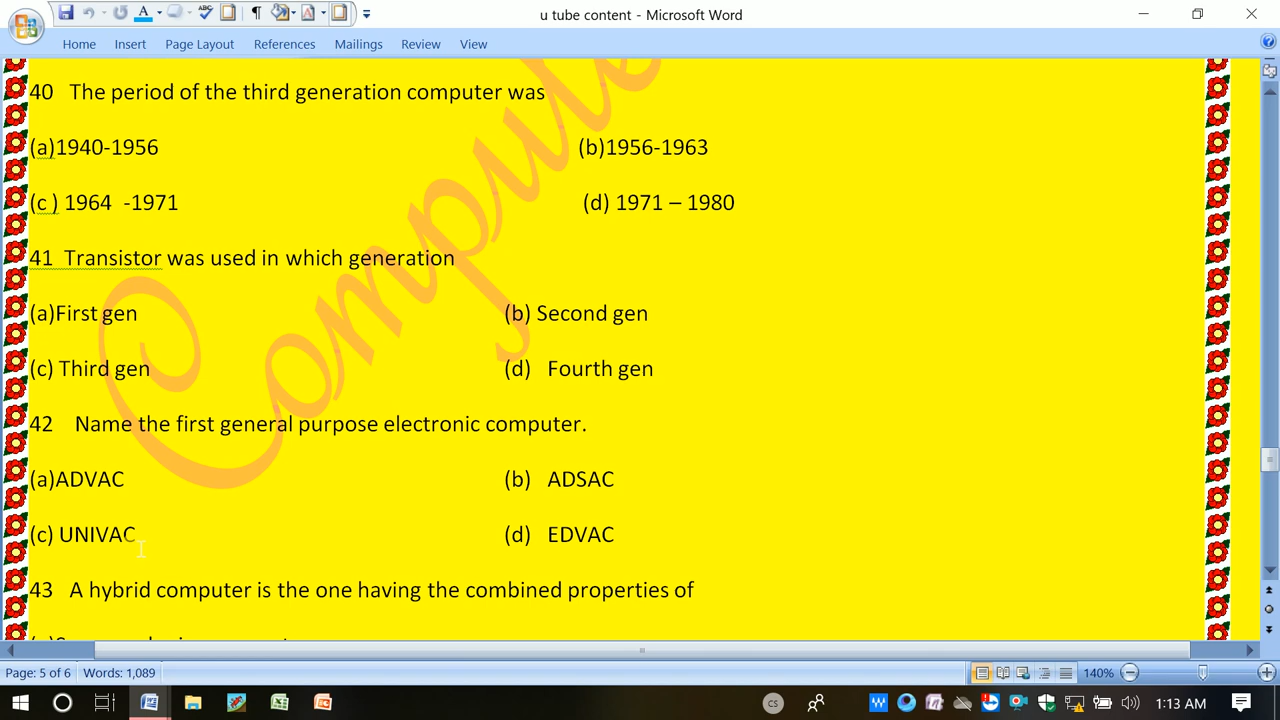 u tube content - Microsoft Word
Home Insert Page Layout References Mailings Review View
40 The period of the third generation computer was
(a)1940-1956 (b)1956-1963
(c ) 1964 -1971 (d) 1971 – 1980
41 Transistor was used in which generation
(a)First gen (b) Second gen
(c) Third gen (d) Fourth gen
42 Name the first general purpose electronic computer.
(a)ADVAC (b) ADSAC
(c) UNIVAC (d) EDVAC
43 A hybrid computer is the one having the combined properties of
Page: 5 of 6 Words: 1,089 140%
CS 1:13 AM